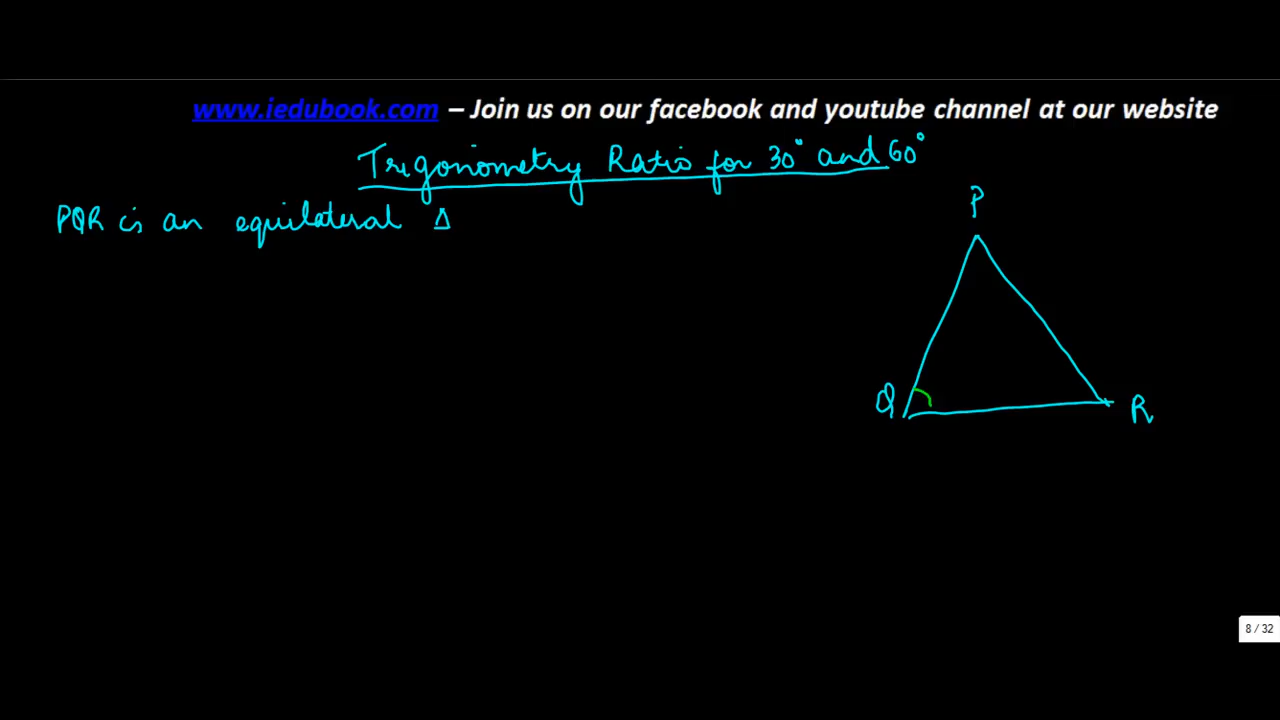 www.iedubook.com – Join us on our facebook and youtube channel at our website
Trigonometry Ratio for 30° and 60°
PQR is an equilateral Δ
P
Q
R
8 / 32